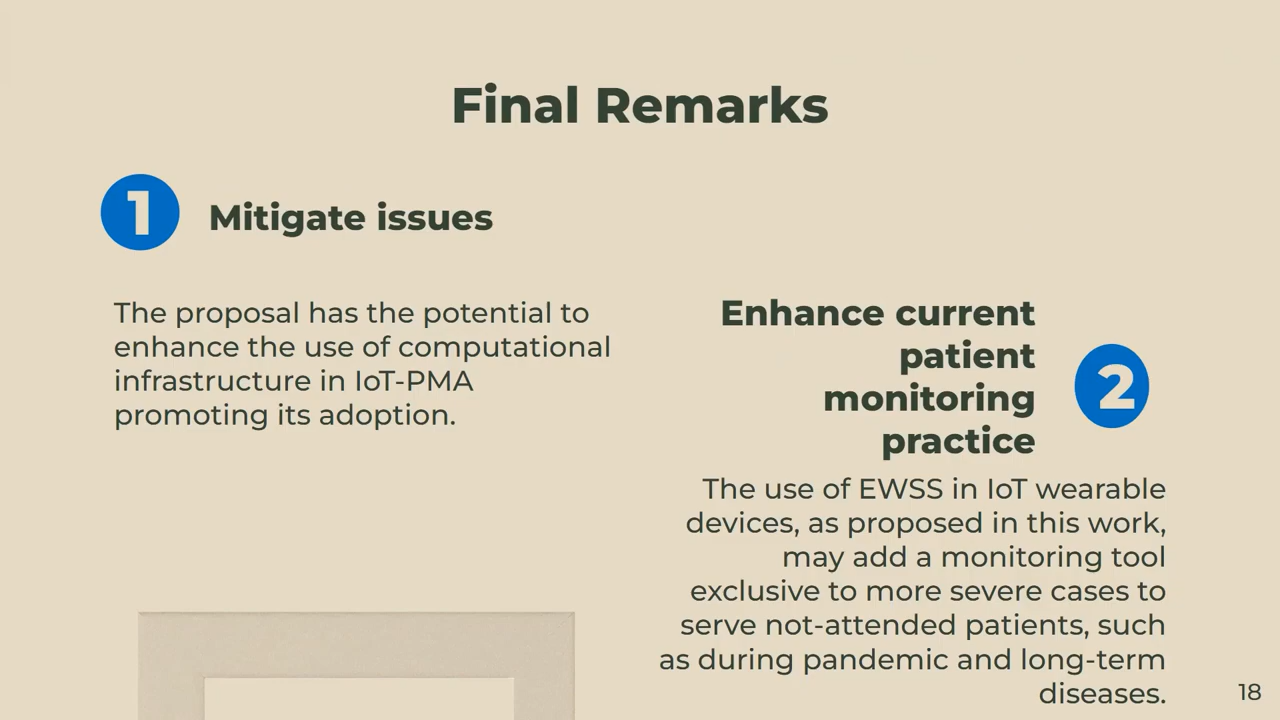 Final Remarks
1
Mitigate issues
The proposal has the potential to
enhance the use of computational
infrastructure in IoT-PMA
promoting its adoption.
Enhance current
patient
monitoring
practice
2
The use of EWSS in IoT wearable
devices, as proposed in this work,
may add a monitoring tool
exclusive to more severe cases to
serve not-attended patients, such
as during pandemic and long-term
diseases.
18